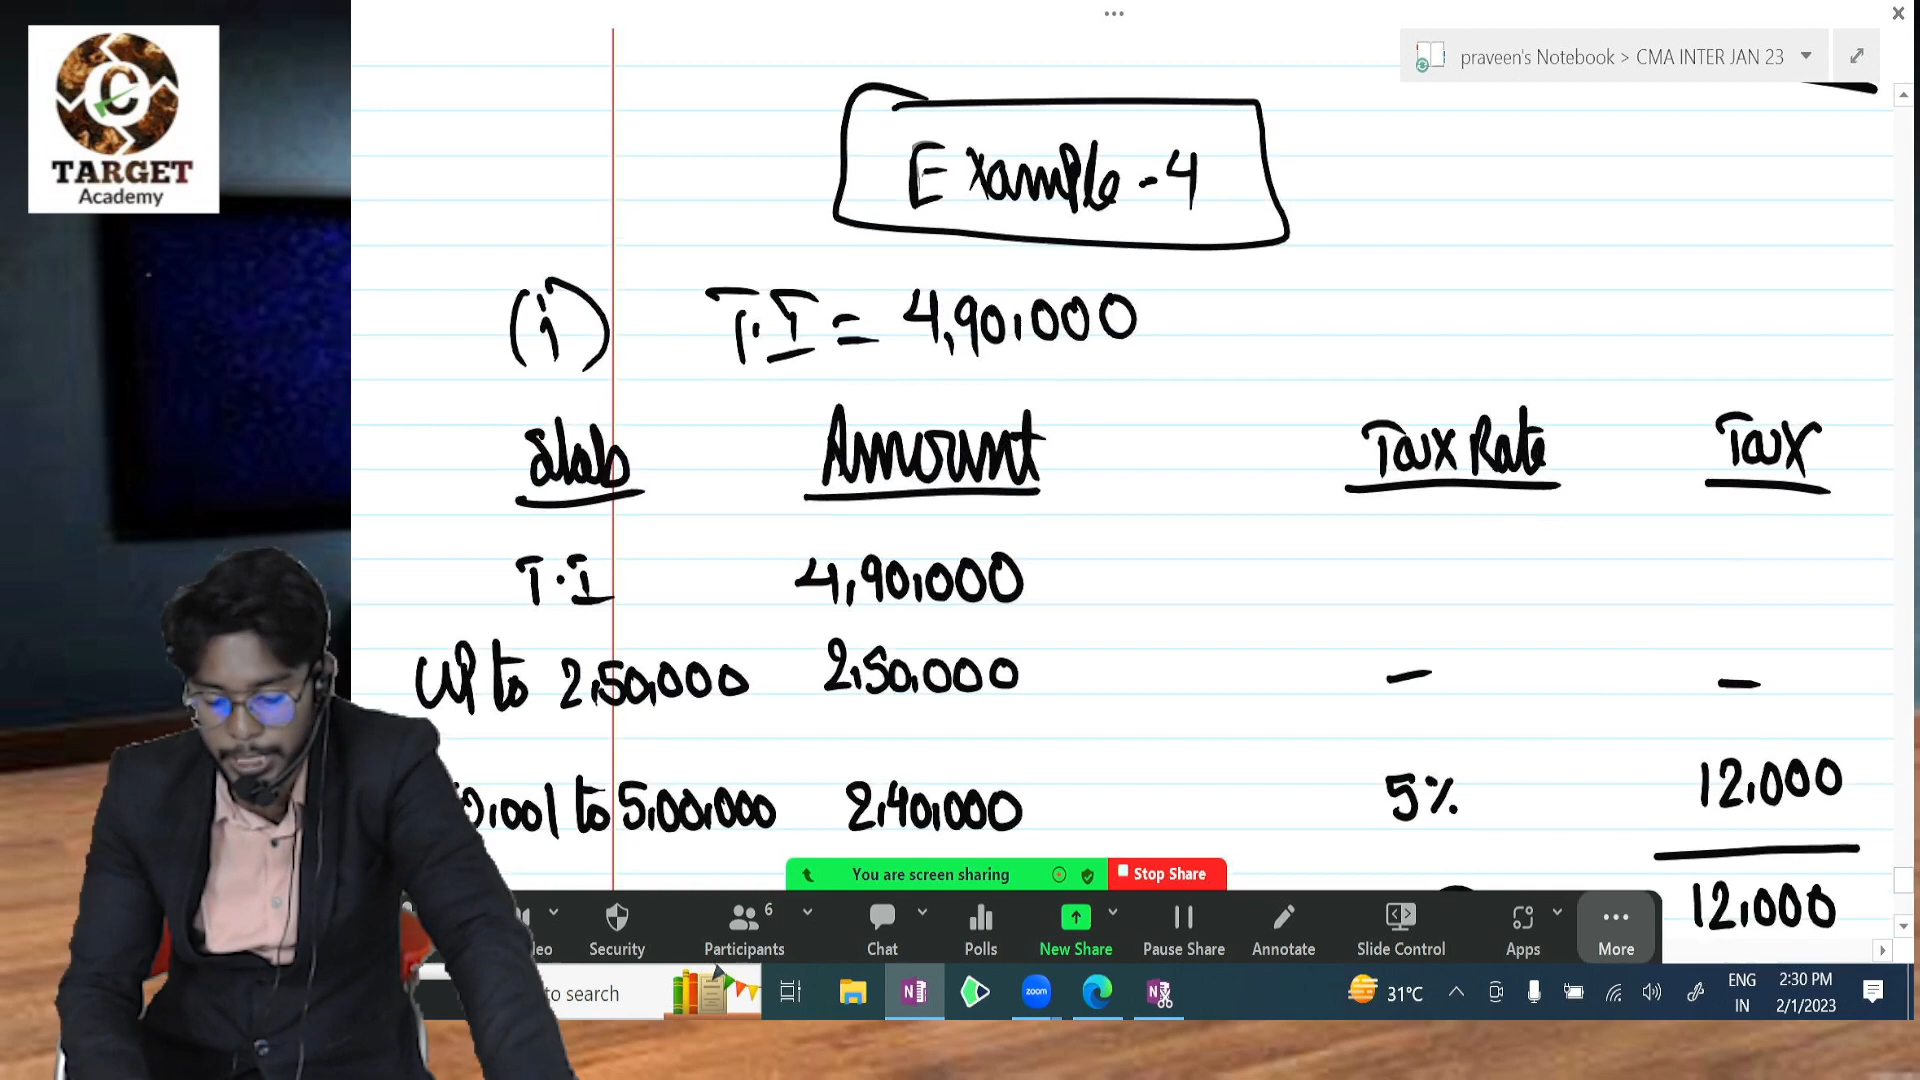 TARGET
Academy
praveen's Notebook > CMA INTER JAN 23
Example - 4
(i) T.I = 4,90,000
Slab Amount Tax Rate Tax
T.I 4,90,000
UP to 2,50,000 2,50,000 — —
0,001 to 5,00,000 2,40,000 5% 12,000
12,000
You are screen sharing Stop Share
6
eo Security Participants Chat Polls New Share Pause Share Annotate Slide Control Apps More
to search
zoom
31°C
ENG
IN
2:30 PM
2/1/2023